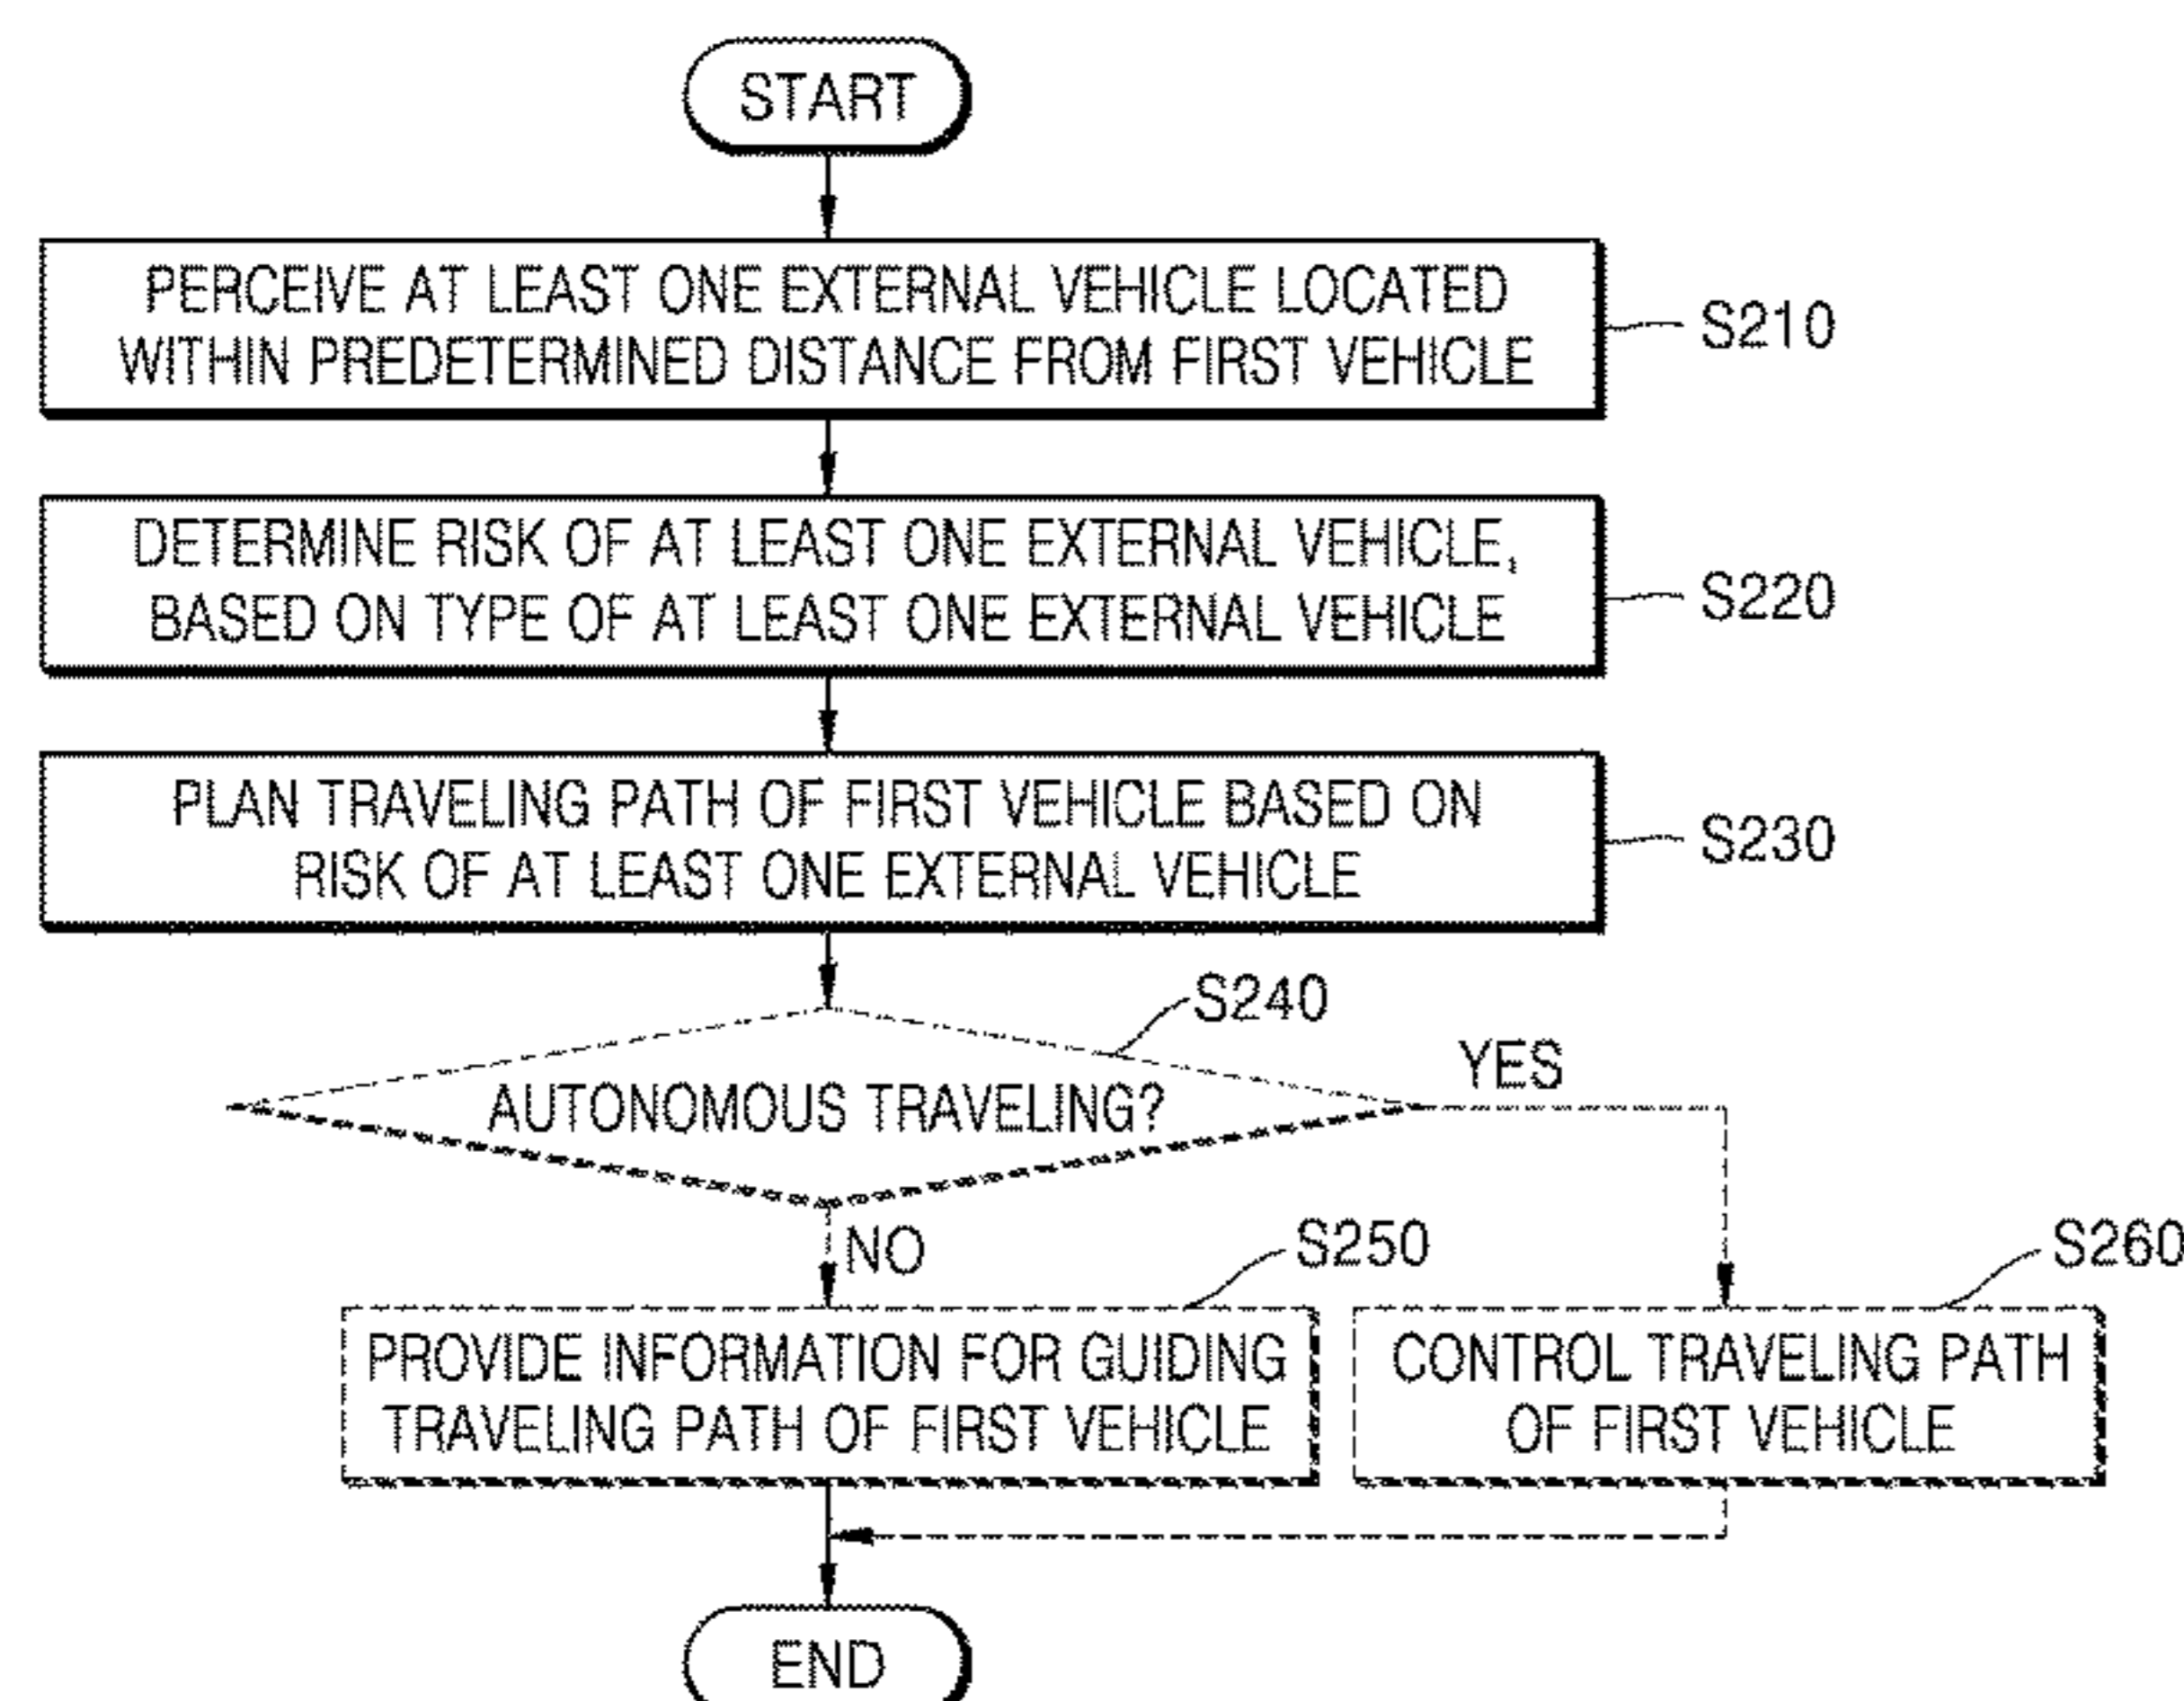 START
PERCEIVE AT LEAST ONE EXTERNAL VEHICLE LOCATED
WITHIN PREDETERMINED DISTANCE FROM FIRST VEHICLE
S210
DETERMINE RISK OF AT LEAST ONE EXTERNAL VEHICLE,
BASED ON TYPE OF AT LEAST ONE EXTERNAL VEHICLE
S220
PLAN TRAVELING PATH OF FIRST VEHICLE BASED ON
RISK OF AT LEAST ONE EXTERNAL VEHICLE
S230
S240
AUTONOMOUS TRAVELING?
YES
NO
S250
PROVIDE INFORMATION FOR GUIDING
TRAVELING PATH OF FIRST VEHICLE
S260
CONTROL TRAVELING PATH
OF FIRST VEHICLE
END